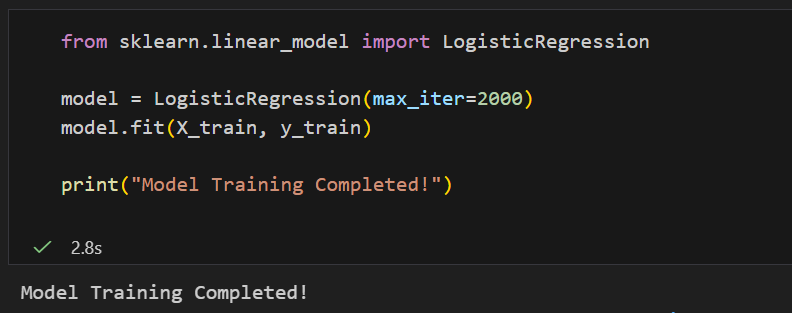 from sklearn.linear_model import LogisticRegression
model = LogisticRegression(max_iter=2000)
model.fit(X_train, y_train)
print("Model Training Completed!")
2.8s
Model Training Completed!